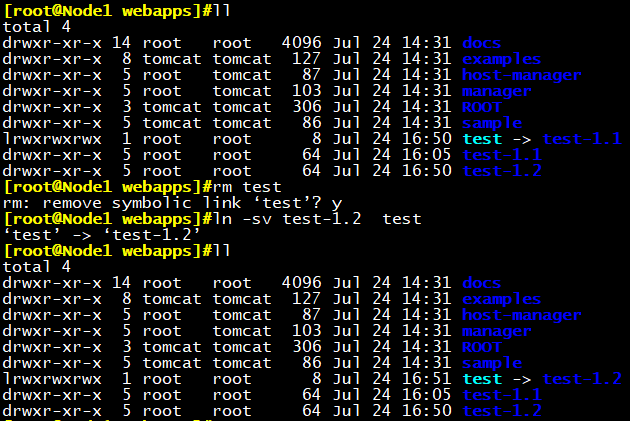 [root@Node1 webapps]#ll
total 4
drwxr-xr-x 14 root   root   4096 Jul 24 14:31 docs
drwxr-xr-x  8 tomcat tomcat  127 Jul 24 14:31 examples
drwxr-xr-x  5 root   root     87 Jul 24 14:31 host-manager
drwxr-xr-x  5 root   root    103 Jul 24 14:31 manager
drwxr-xr-x  3 tomcat tomcat  306 Jul 24 14:31 ROOT
drwxr-xr-x  5 tomcat tomcat   86 Jul 24 14:31 sample
lrwxrwxrwx  1 root   root      8 Jul 24 16:50 test -> test-1.1
drwxr-xr-x  5 root   root     64 Jul 24 16:05 test-1.1
drwxr-xr-x  5 root   root     64 Jul 24 16:50 test-1.2
[root@Node1 webapps]#rm test
rm: remove symbolic link ‘test’? y
[root@Node1 webapps]#ln -sv test-1.2  test
‘test’ -> ‘test-1.2’
[root@Node1 webapps]#ll
total 4
drwxr-xr-x 14 root   root   4096 Jul 24 14:31 docs
drwxr-xr-x  8 tomcat tomcat  127 Jul 24 14:31 examples
drwxr-xr-x  5 root   root     87 Jul 24 14:31 host-manager
drwxr-xr-x  5 root   root    103 Jul 24 14:31 manager
drwxr-xr-x  3 tomcat tomcat  306 Jul 24 14:31 ROOT
drwxr-xr-x  5 tomcat tomcat   86 Jul 24 14:31 sample
lrwxrwxrwx  1 root   root      8 Jul 24 16:51 test -> test-1.2
drwxr-xr-x  5 root   root     64 Jul 24 16:05 test-1.1
drwxr-xr-x  5 root   root     64 Jul 24 16:50 test-1.2